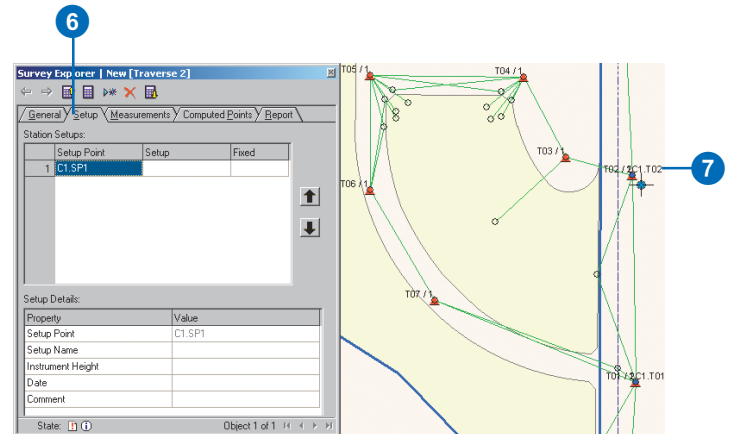 6
Survey Explorer | New [Traverse 2]
General Setup Measurements Computed Points Report
Station Setups:
Setup Point Setup Fixed
1 C1.SP1
Setup Details:
Property Value
Setup Point C1.SP1
Setup Name
Instrument Height
Date
Comment
State: Object 1 of 1
T05 / 1
T04 / 1
T03 / 1
T02 / 2C1.T02
7
T06 / 1
T07 / 1
T01 / 2C1.T01